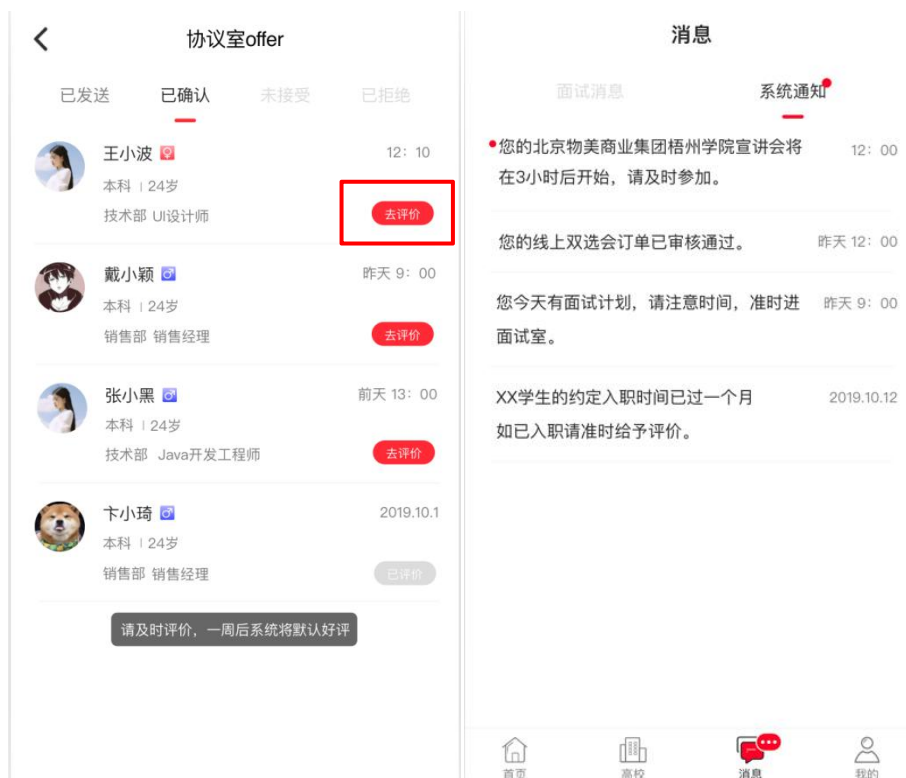 协议室offer
已发送 已确认 未接受 已拒绝
王小波 12：10
本科 | 24岁
技术部 UI设计师 去评价
戴小颖 昨天 9：00
本科 | 24岁
销售部 销售经理 去评价
张小黑 前天 13：00
本科 | 24岁
技术部 Java开发工程师 去评价
卞小琦 2019.10.1
本科 | 24岁
销售部 销售经理 已评价
请及时评价，一周后系统将默认好评
消息
面试消息 系统通知
您的北京物美商业集团梧州学院宣讲会将 12：00
在3小时后开始，请及时参加。
您的线上双选会订单已审核通过。 昨天 12：00
您今天有面试计划，请注意时间，准时进 昨天 9：00
面试室。
XX学生的约定入职时间已过一个月 2019.10.12
如已入职请准时给予评价。
首页 高校 消息 我的